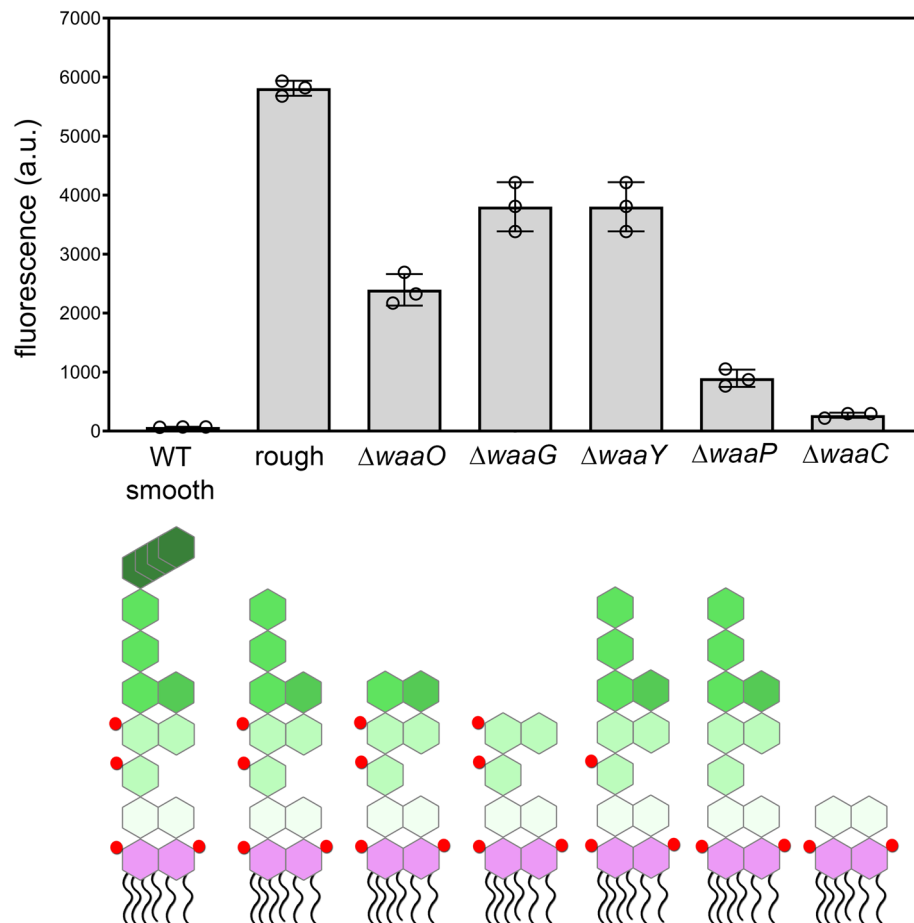 7000
6000
5000
4000
3000
2000
1000
0
fluorescence (a.u.)
WT
smooth
rough
ΔwaaO
ΔwaaG
ΔwaaY
ΔwaaP
ΔwaaC